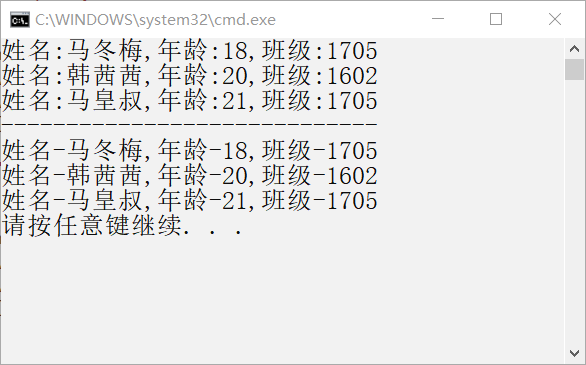 C:\WINDOWS\system32\cmd.exe
姓名:马冬梅,年龄:18,班级:1705
姓名:韩茜茜,年龄:20,班级:1602
姓名:马皇叔,年龄:21,班级:1705
-----------------------------
姓名-马冬梅,年龄-18,班级-1705
姓名-韩茜茜,年龄-20,班级-1602
姓名-马皇叔,年龄-21,班级-1705
请按任意键继续. . .